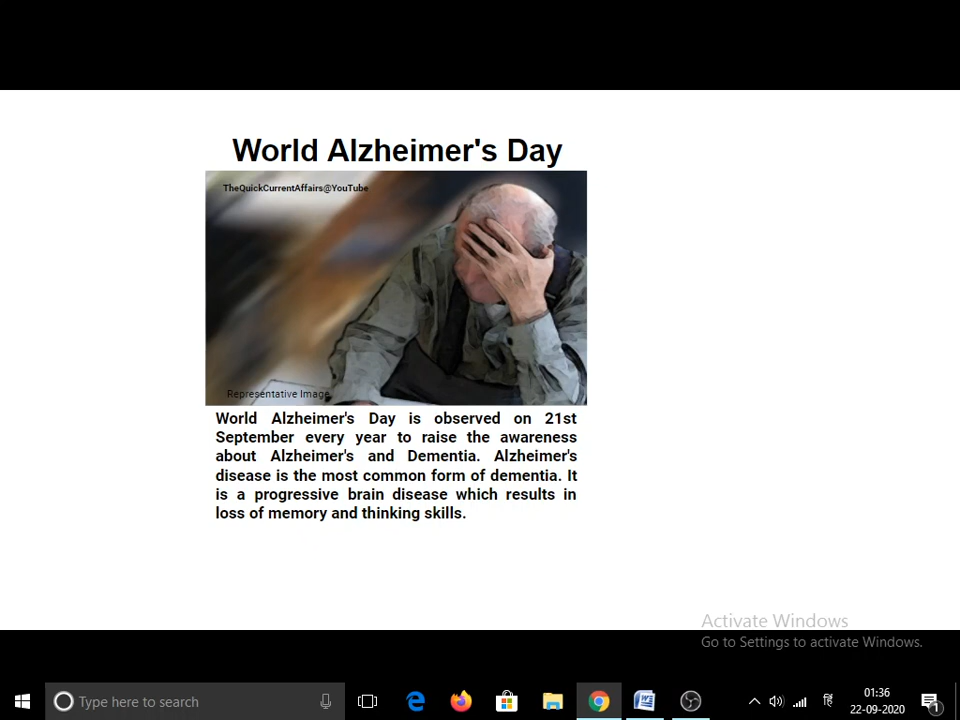 World Alzheimer's Day
TheQuickCurrentAffairs@YouTube
Representative Image
World Alzheimer's Day is observed on 21st
September every year to raise the awareness
about Alzheimer's and Dementia. Alzheimer's
disease is the most common form of dementia. It
is a progressive brain disease which results in
loss of memory and thinking skills.
Activate Windows
Go to Settings to activate Windows.
Type here to search
हिं
01:36
22-09-2020
1